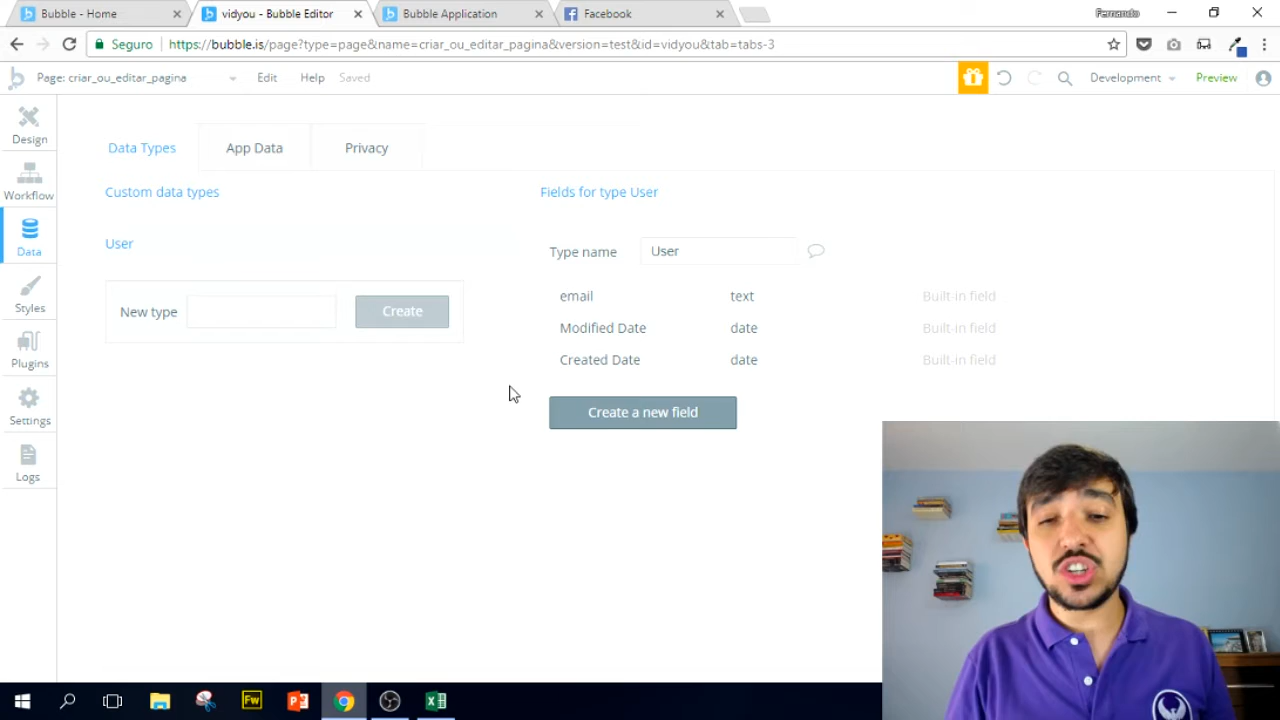 Bubble - Home
vidyou - Bubble Editor
Bubble Application
Facebook
Fernando
Seguro
https://bubble.is/page?type=page&name=criar_ou_editar_pagina&version=test&id=vidyou&tab=tabs-3
Page: criar_ou_editar_pagina
Edit
Help
Saved
Development
Preview
Design
Workflow
Data
Styles
Plugins
Settings
Logs
Data Types
App Data
Privacy
Custom data types
User
New type
Create
Fields for type User
Type name
User
email text Built-in field
Modified Date date Built-in field
Created Date date Built-in field
Create a new field
Fw